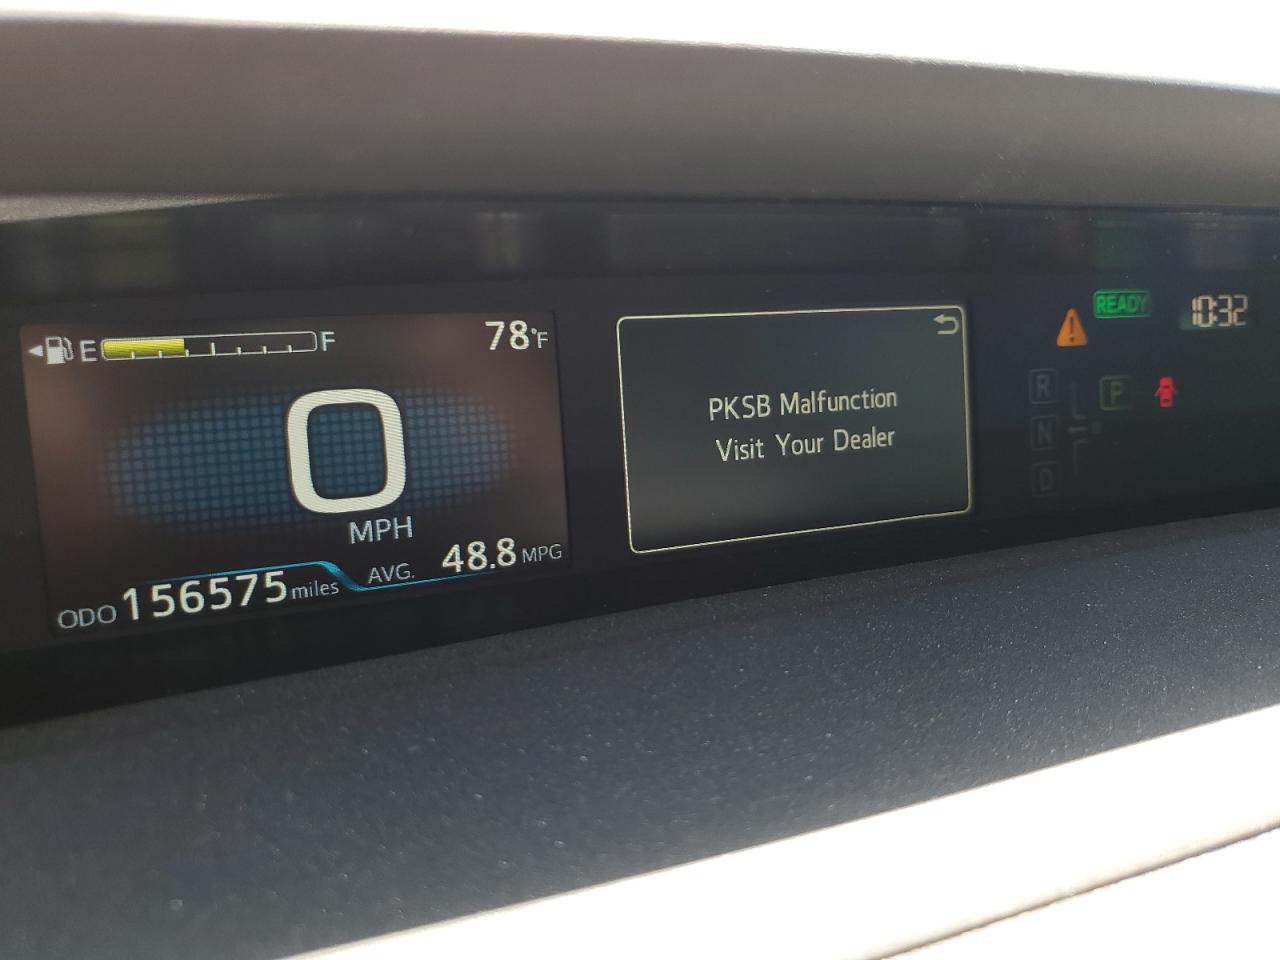 E F 78°F
0
MPH
ODO 156575 miles AVG. 48.8 MPG
PKSB Malfunction
Visit Your Dealer
READY 10:32
R P
N
D